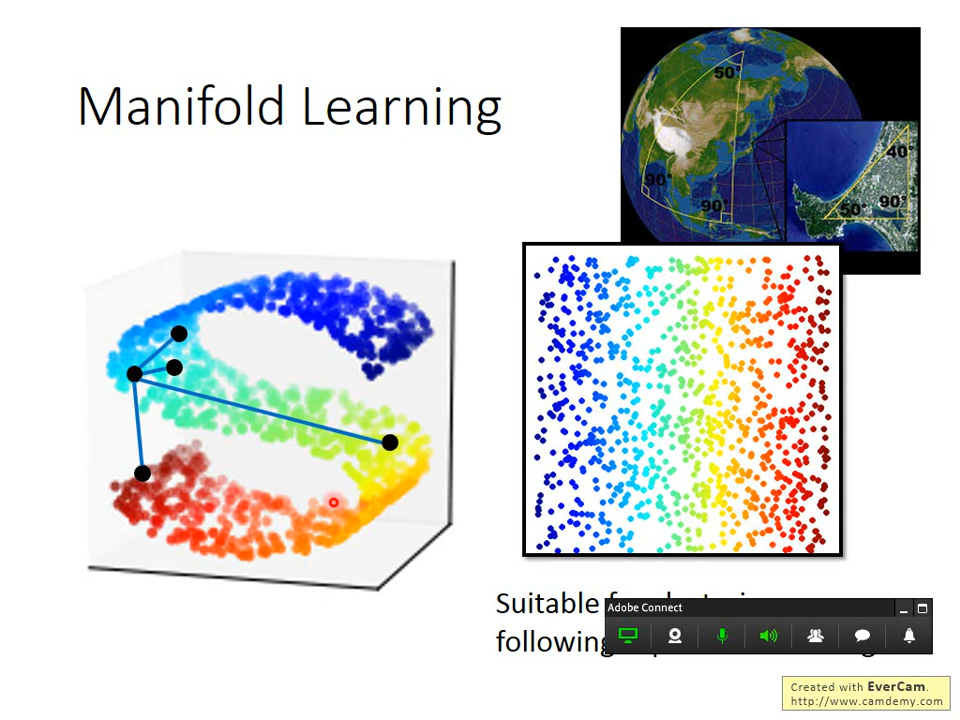 Manifold Learning
50°
90°
90°
40°
50°
90°
Suitable
following
Adobe Connect
Created with EverCam.
http://www.camdemy.com